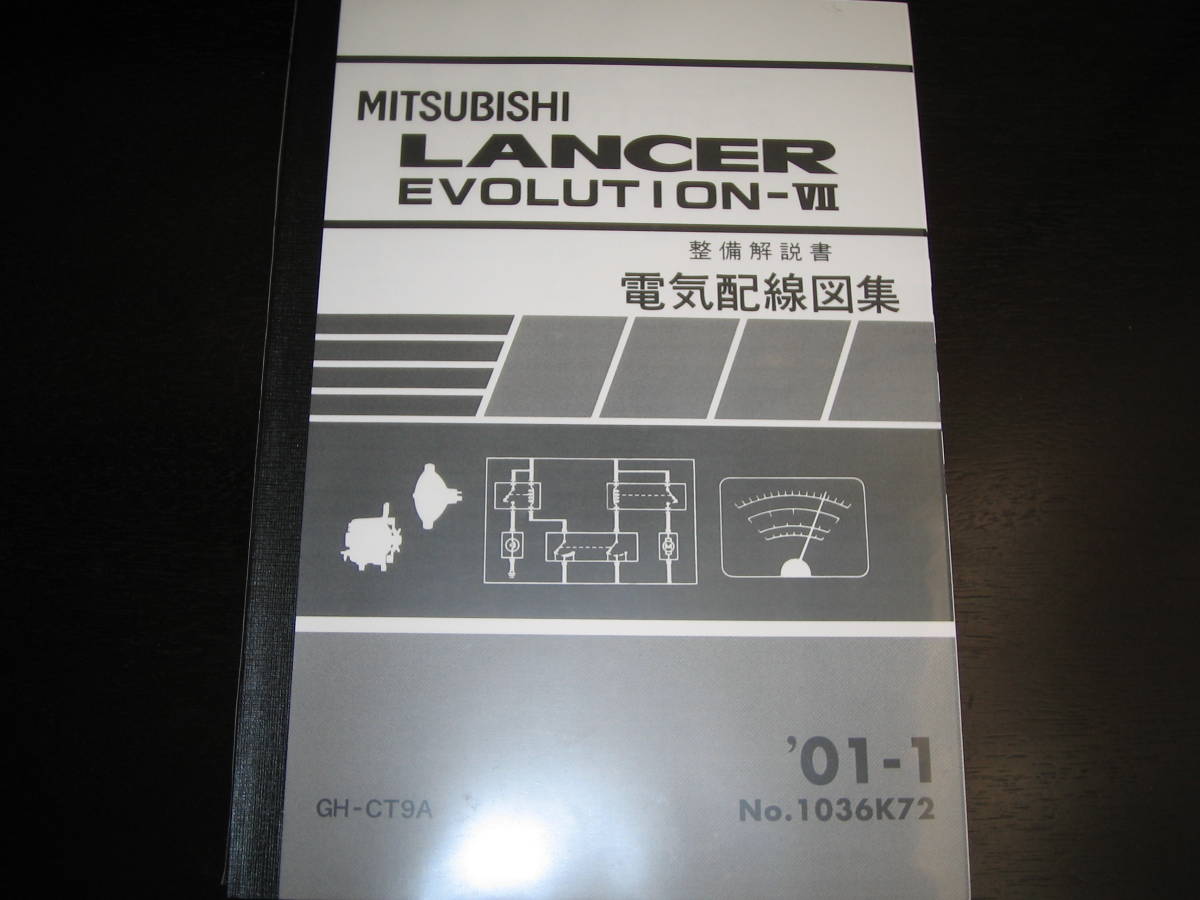 MITSUBISHI
LANCER
EVOLUTION-Ⅶ
整備解説書
電気配線図集
'01-1
GH-CT9A
No.1036K72